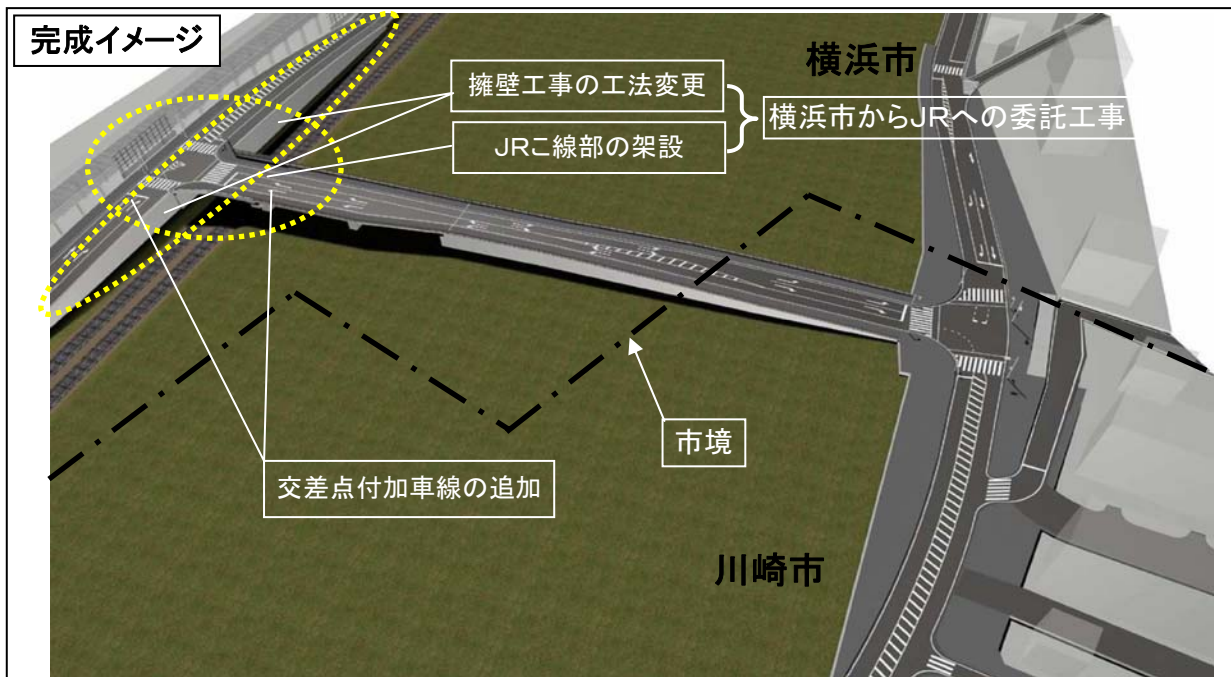 完成イメージ
横浜市
擁壁工事の工法変更
JRこ線部の架設
横浜市からJRへの委託工事
市境
交差点付加車線の追加
川崎市